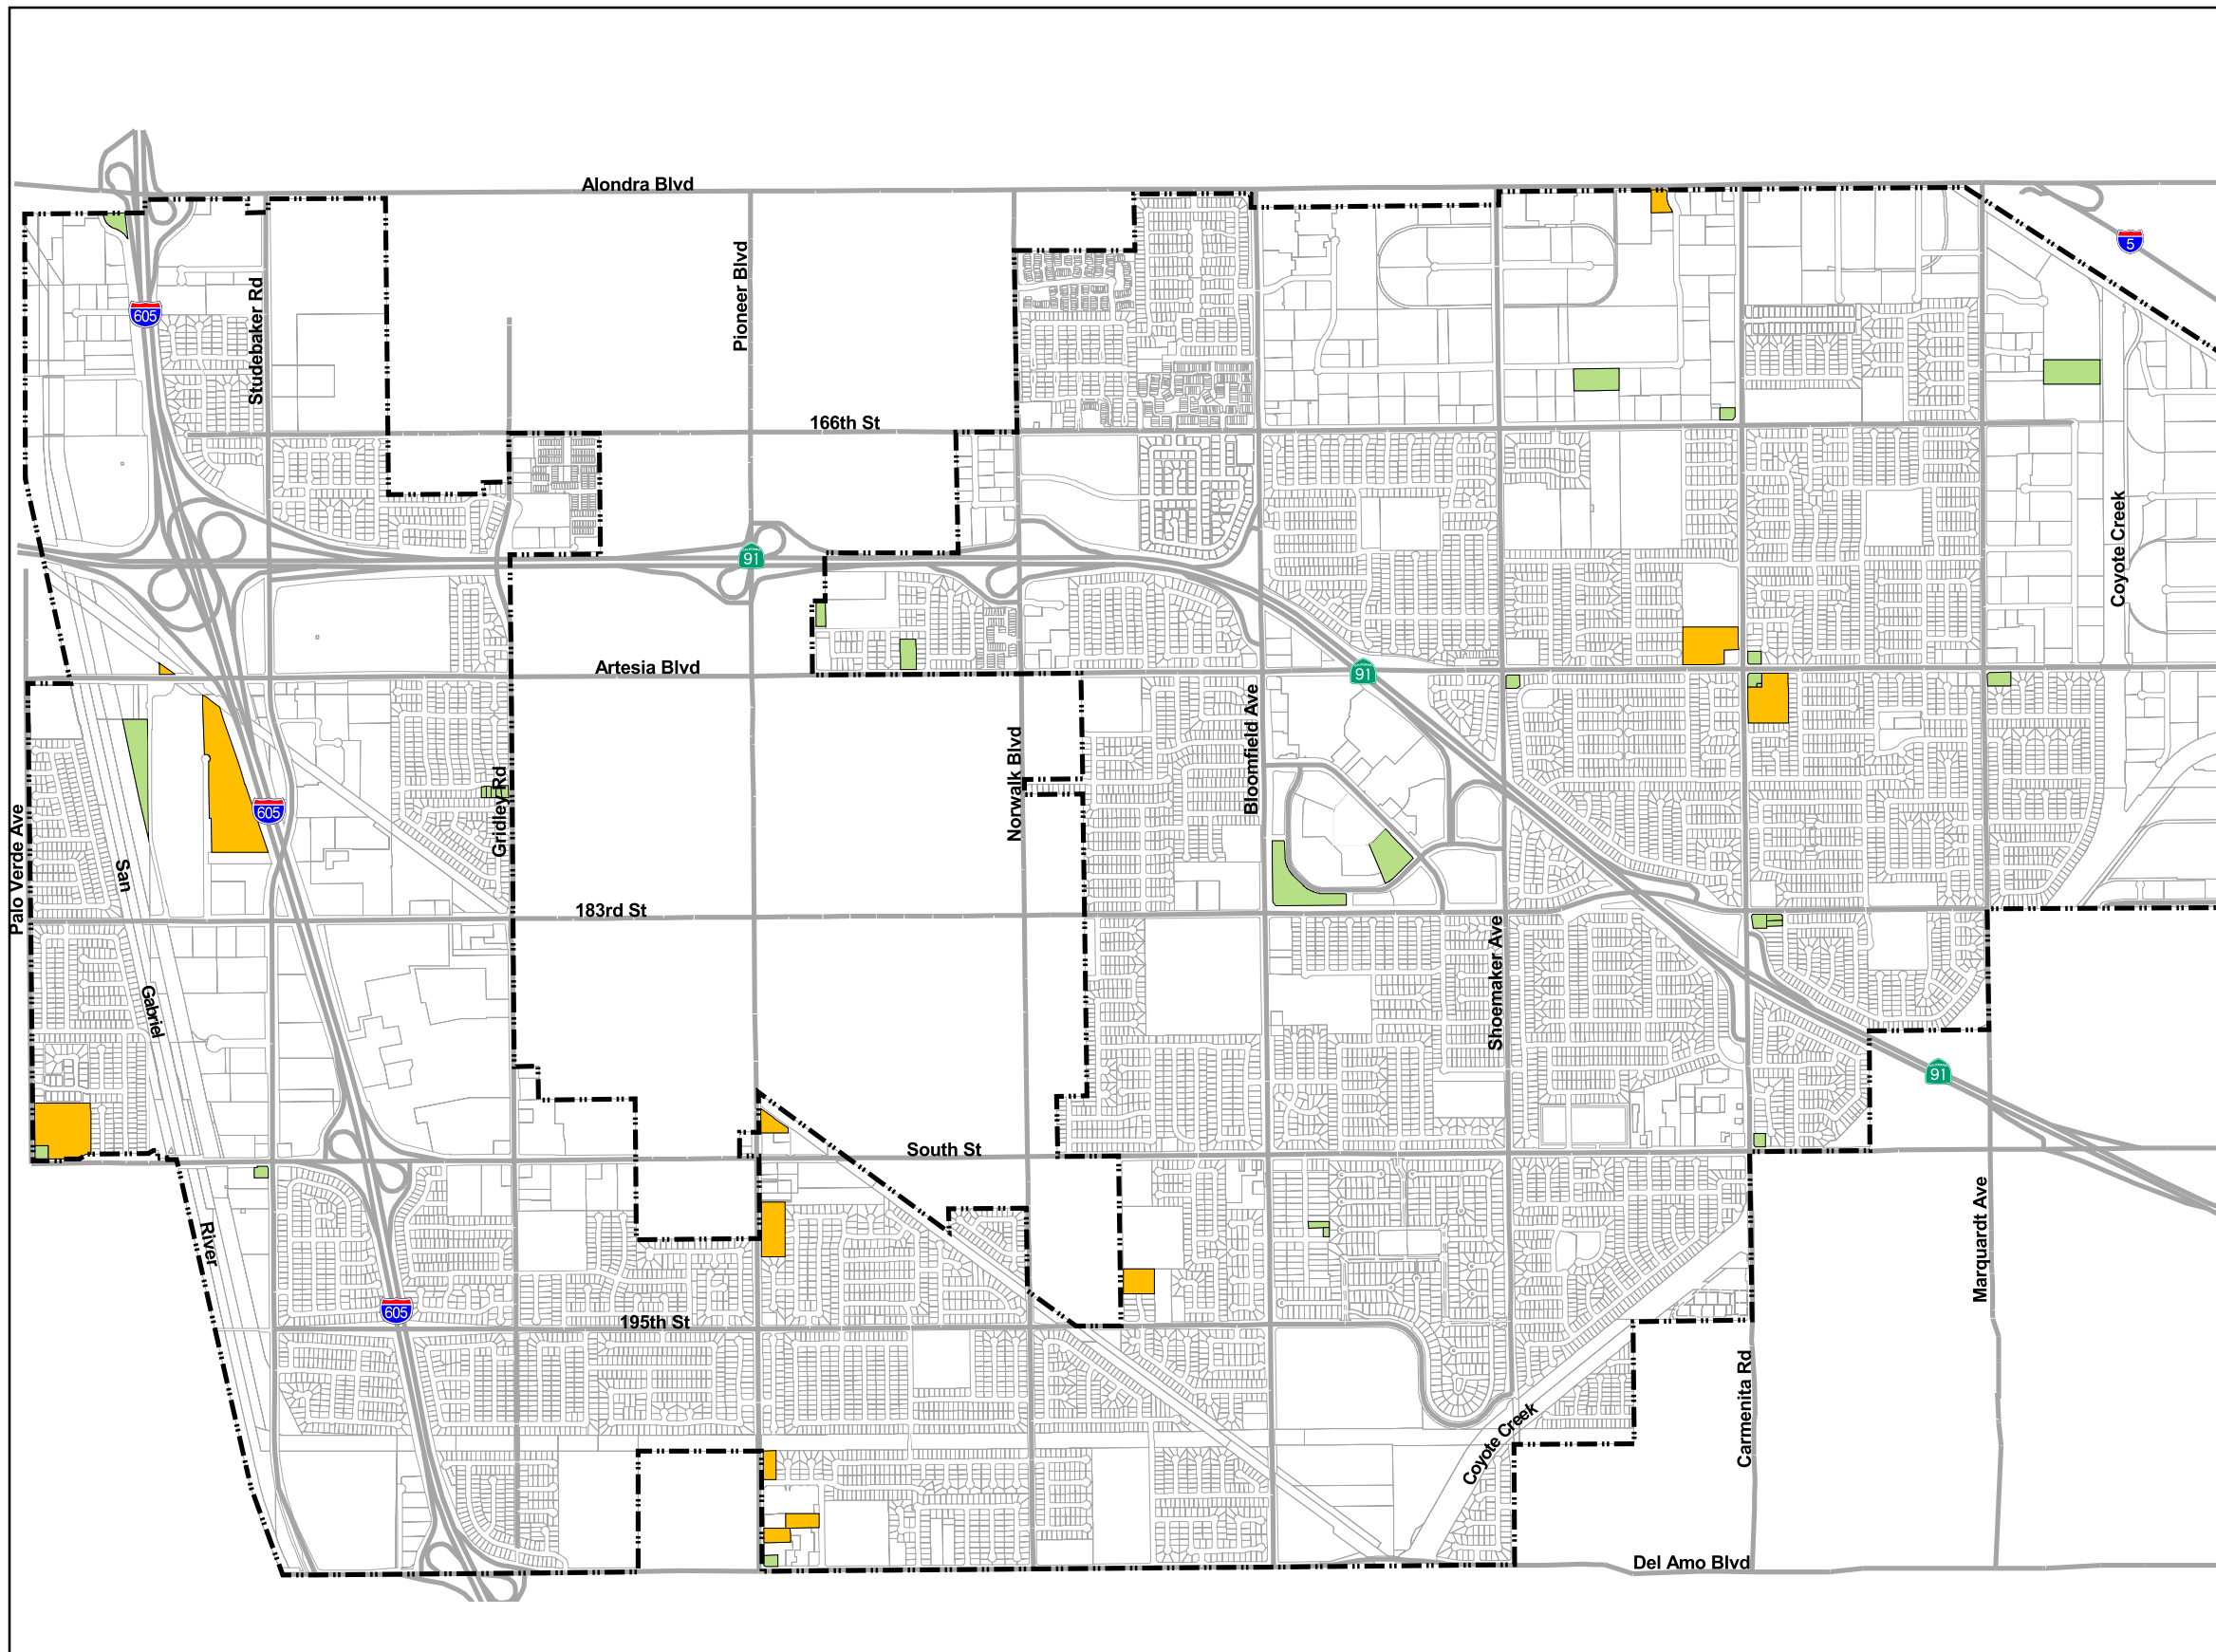 Alondra Blvd
5
Pioneer Blvd
Studebaker Rd
605
166th St
Coyote Creek
91
Artesia Blvd
91
Bloomfield Ave
Norwalk Blvd
Gridley Rd
605
Palo Verde Ave
San
183rd St
Shoemaker Ave
Gabriel
91
South St
River
Marquardt Ave
605
195th St
Carmenita Rd
Coyote Creek
Del Amo Blvd